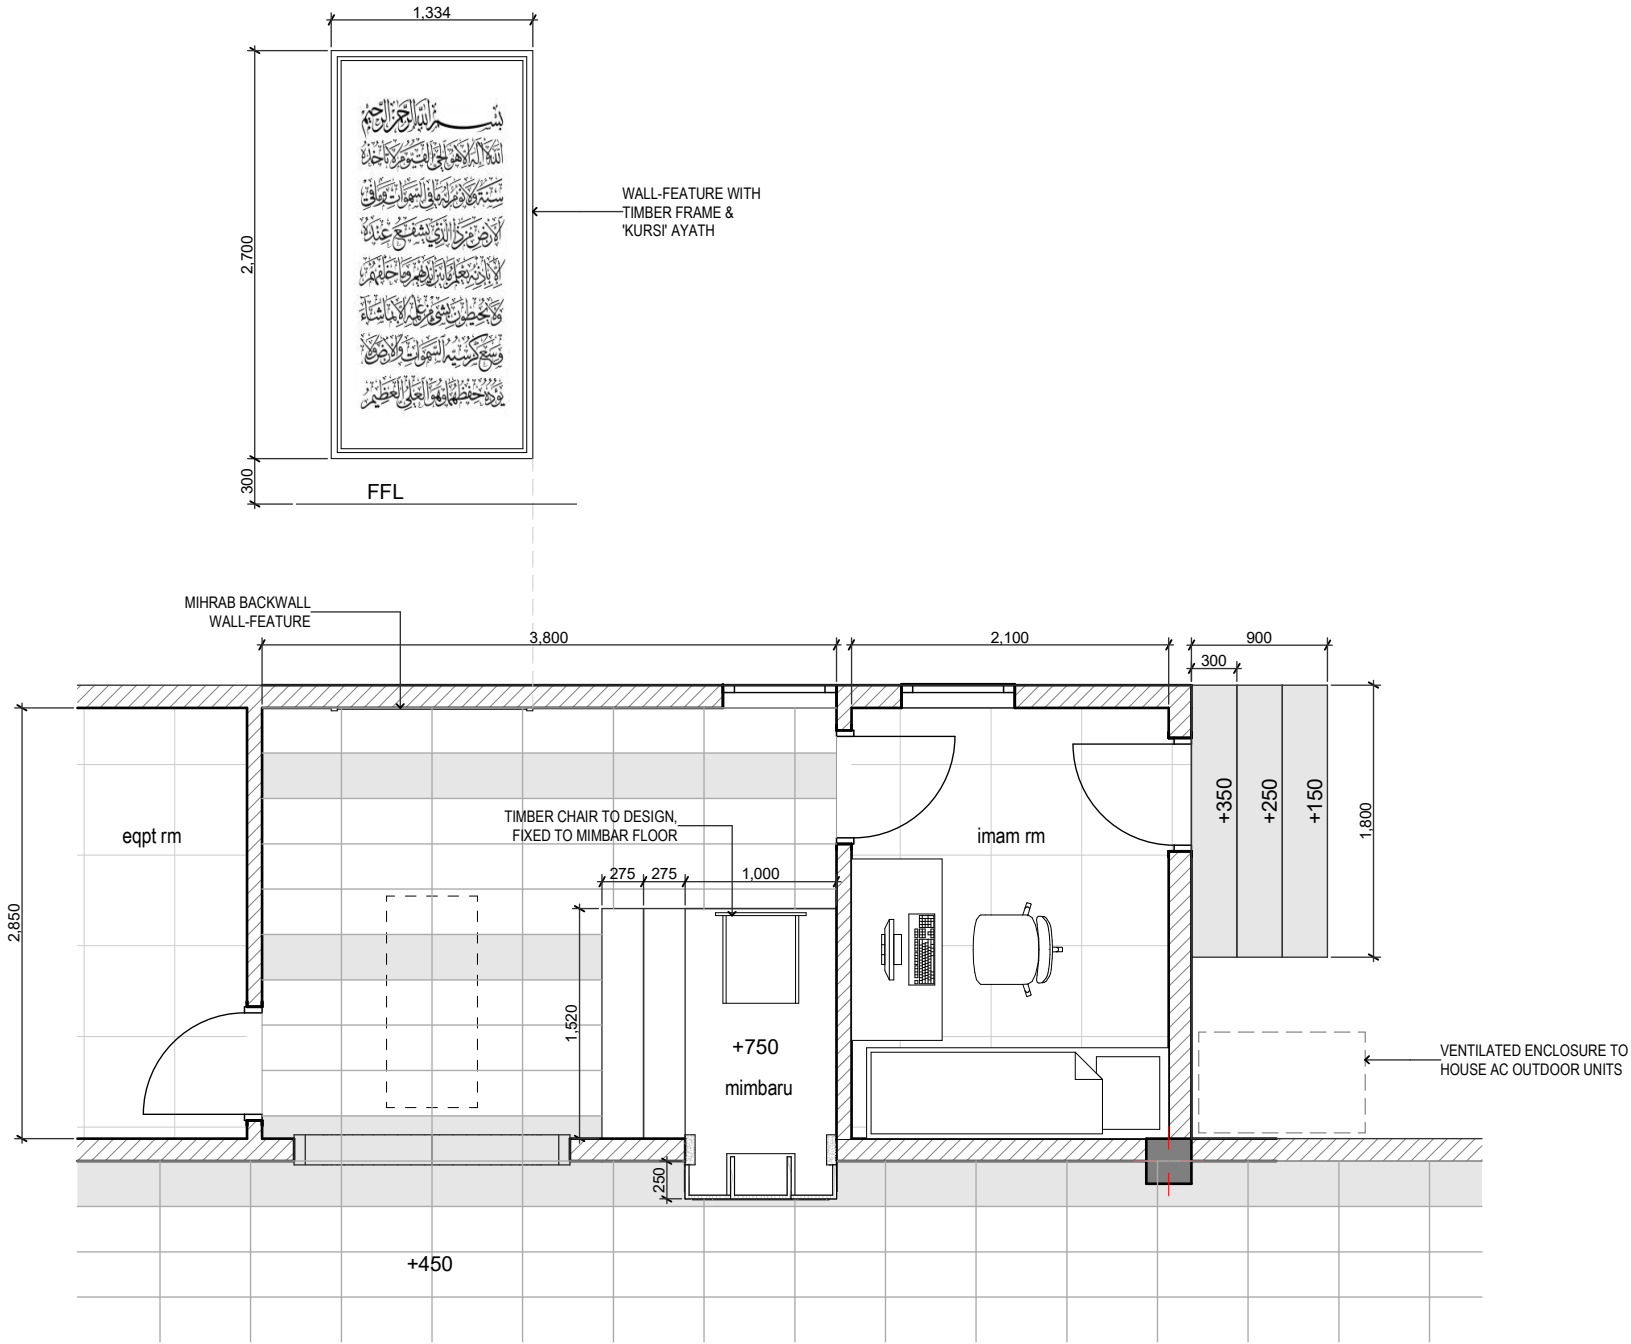 1,334
بسم الله الرحمن الرحيم
الله لا إله إلا هو الحي القيوم لا تأخذه
سنة ولا نوم له ما في السموات وما في
الأرض من ذا الذي يشفع عنده
إلا بإذنه يعلم ما بين أيديهم وما خلفهم
ولا يحيطون بشيء من علمه إلا بما شاء
وسع كرسيه السموات والأرض ولا
يؤده حفظهما وهو العلي العظيم
2,700
WALL-FEATURE WITH
TIMBER FRAME &
'KURSI' AYATH
300
FFL
MIHRAB BACKWALL
WALL-FEATURE
3,800
2,100
900
300
+350
+250
+150
1,800
eqpt rm
TIMBER CHAIR TO DESIGN,
FIXED TO MIMBAR FLOOR
imam rm
275
275
1,000
2,850
1,520
+750
mimbaru
VENTILATED ENCLOSURE TO
HOUSE AC OUTDOOR UNITS
250
+450